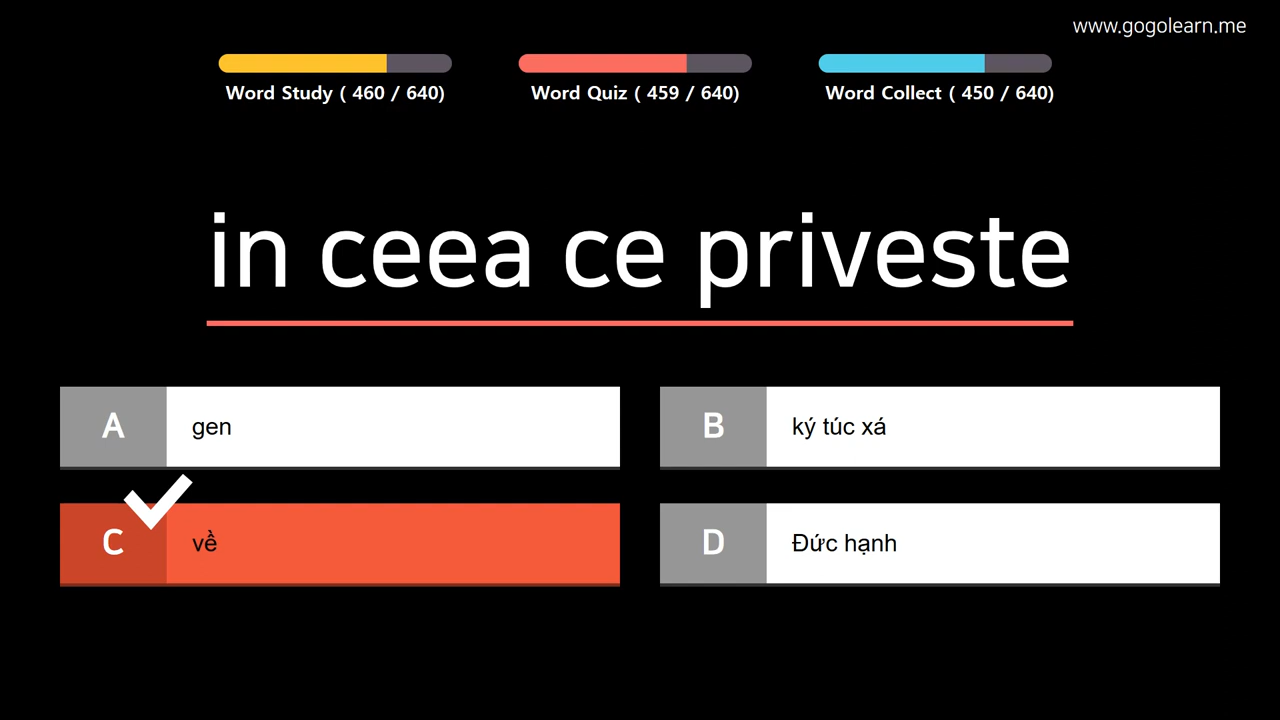 www.gogolearn.me
Word Study ( 460 / 640)
Word Quiz ( 459 / 640)
Word Collect ( 450 / 640)
in ceea ce priveste
A
gen
B
ký túc xá
C
về
D
Đức hạnh